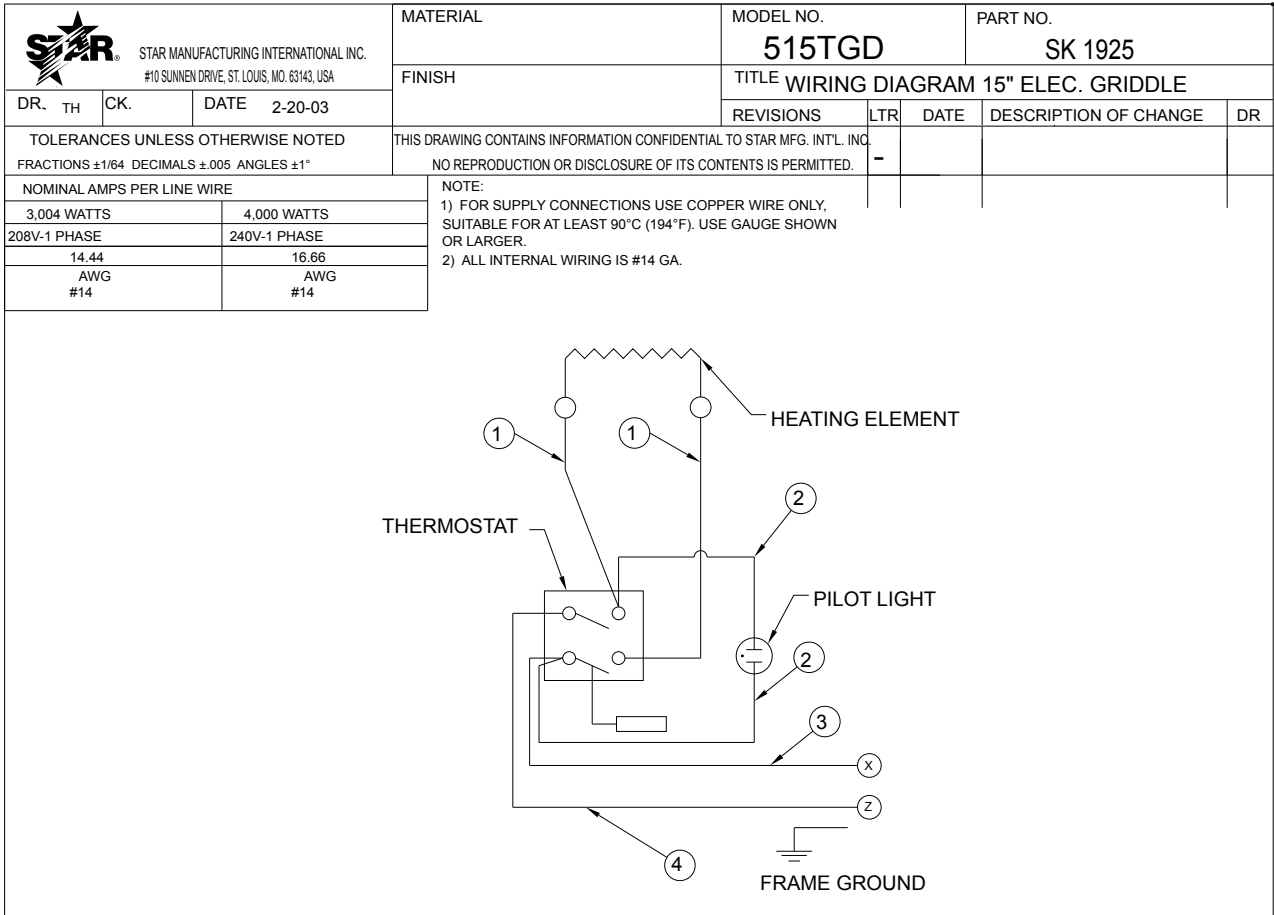 STAR®
STAR MANUFACTURING INTERNATIONAL INC.
#10 SUNNEN DRIVE, ST. LOUIS, MO. 63143, USA
DR. TH
CK.
DATE 2-20-03
MATERIAL
FINISH
MODEL NO.
515TGD
PART NO.
SK 1925
TITLE WIRING DIAGRAM 15" ELEC. GRIDDLE
REVISIONS LTR DATE DESCRIPTION OF CHANGE DR
-
TOLERANCES UNLESS OTHERWISE NOTED
FRACTIONS ±1/64 DECIMALS ±.005 ANGLES ±1°
THIS DRAWING CONTAINS INFORMATION CONFIDENTIAL TO STAR MFG. INT'L. INC.
NO REPRODUCTION OR DISCLOSURE OF ITS CONTENTS IS PERMITTED.
NOMINAL AMPS PER LINE WIRE
3,004 WATTS 4,000 WATTS
208V-1 PHASE 240V-1 PHASE
14.44 16.66
AWG AWG
#14 #14
NOTE:
1) FOR SUPPLY CONNECTIONS USE COPPER WIRE ONLY,
SUITABLE FOR AT LEAST 90°C (194°F). USE GAUGE SHOWN
OR LARGER.
2) ALL INTERNAL WIRING IS #14 GA.
HEATING ELEMENT
1
1
2
THERMOSTAT
PILOT LIGHT
2
3
X
Z
4
FRAME GROUND